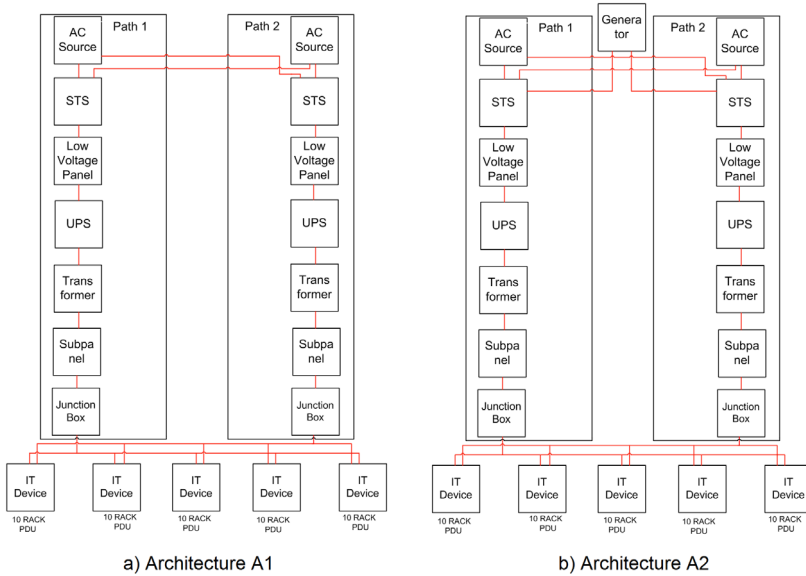 Path 1
AC
Source
STS
Low
Voltage
Panel
UPS
Trans
former
Subpa
nel
Junction
Box
Path 2
AC
Source
STS
Low
Voltage
Panel
UPS
Trans
former
Subpa
nel
Junction
Box
IT
Device
10 RACK
PDU
IT
Device
10 RACK
PDU
IT
Device
10 RACK
PDU
IT
Device
10 RACK
PDU
IT
Device
10 RACK
PDU
a) Architecture A1
Path 1
AC
Source
STS
Low
Voltage
Panel
UPS
Trans
former
Subpa
nel
Junction
Box
Genera
tor
Path 2
AC
Source
STS
Low
Voltage
Panel
UPS
Trans
former
Subpa
nel
Junction
Box
IT
Device
10 RACK
PDU
IT
Device
10 RACK
PDU
IT
Device
10 RACK
PDU
IT
Device
10 RACK
PDU
IT
Device
10 RACK
PDU
b) Architecture A2